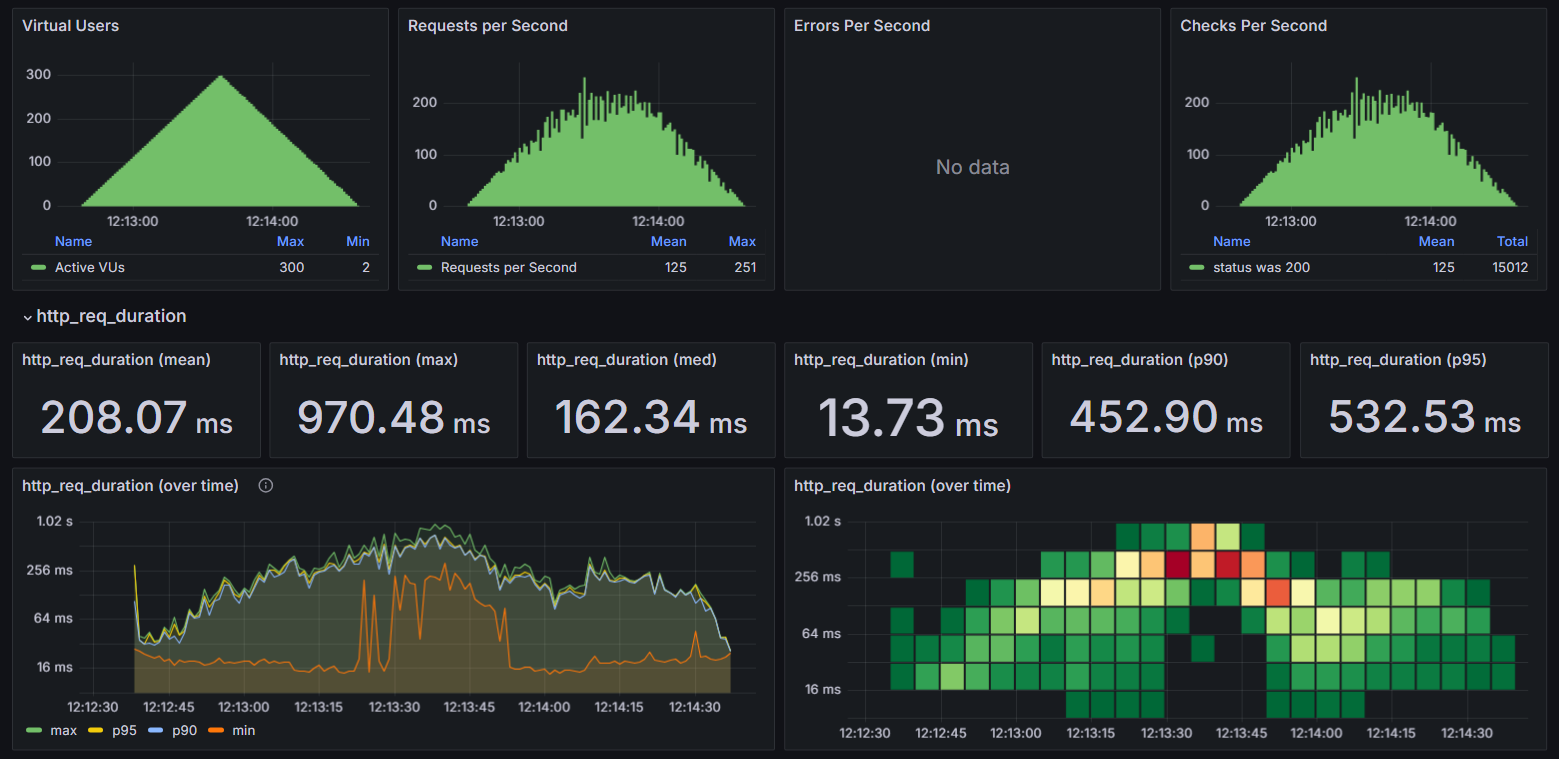 Virtual Users
300
200
100
0
12:13:00 12:14:00
Name Max Min
Active VUs 300 2
Requests per Second
200
100
0
12:13:00 12:14:00
Name Mean Max
Requests per Second 125 251
Errors Per Second
No data
Checks Per Second
200
100
0
12:13:00 12:14:00
Name Mean Total
status was 200 125 15012
http_req_duration
http_req_duration (mean)
208.07 ms
http_req_duration (max)
970.48 ms
http_req_duration (med)
162.34 ms
http_req_duration (min)
13.73 ms
http_req_duration (p90)
452.90 ms
http_req_duration (p95)
532.53 ms
http_req_duration (over time)
1.02 s
256 ms
64 ms
16 ms
12:12:30 12:12:45 12:13:00 12:13:15 12:13:30 12:13:45 12:14:00 12:14:15 12:14:30
max p95 p90 min
http_req_duration (over time)
1.02 s
256 ms
64 ms
16 ms
12:12:30 12:12:45 12:13:00 12:13:15 12:13:30 12:13:45 12:14:00 12:14:15 12:14:30